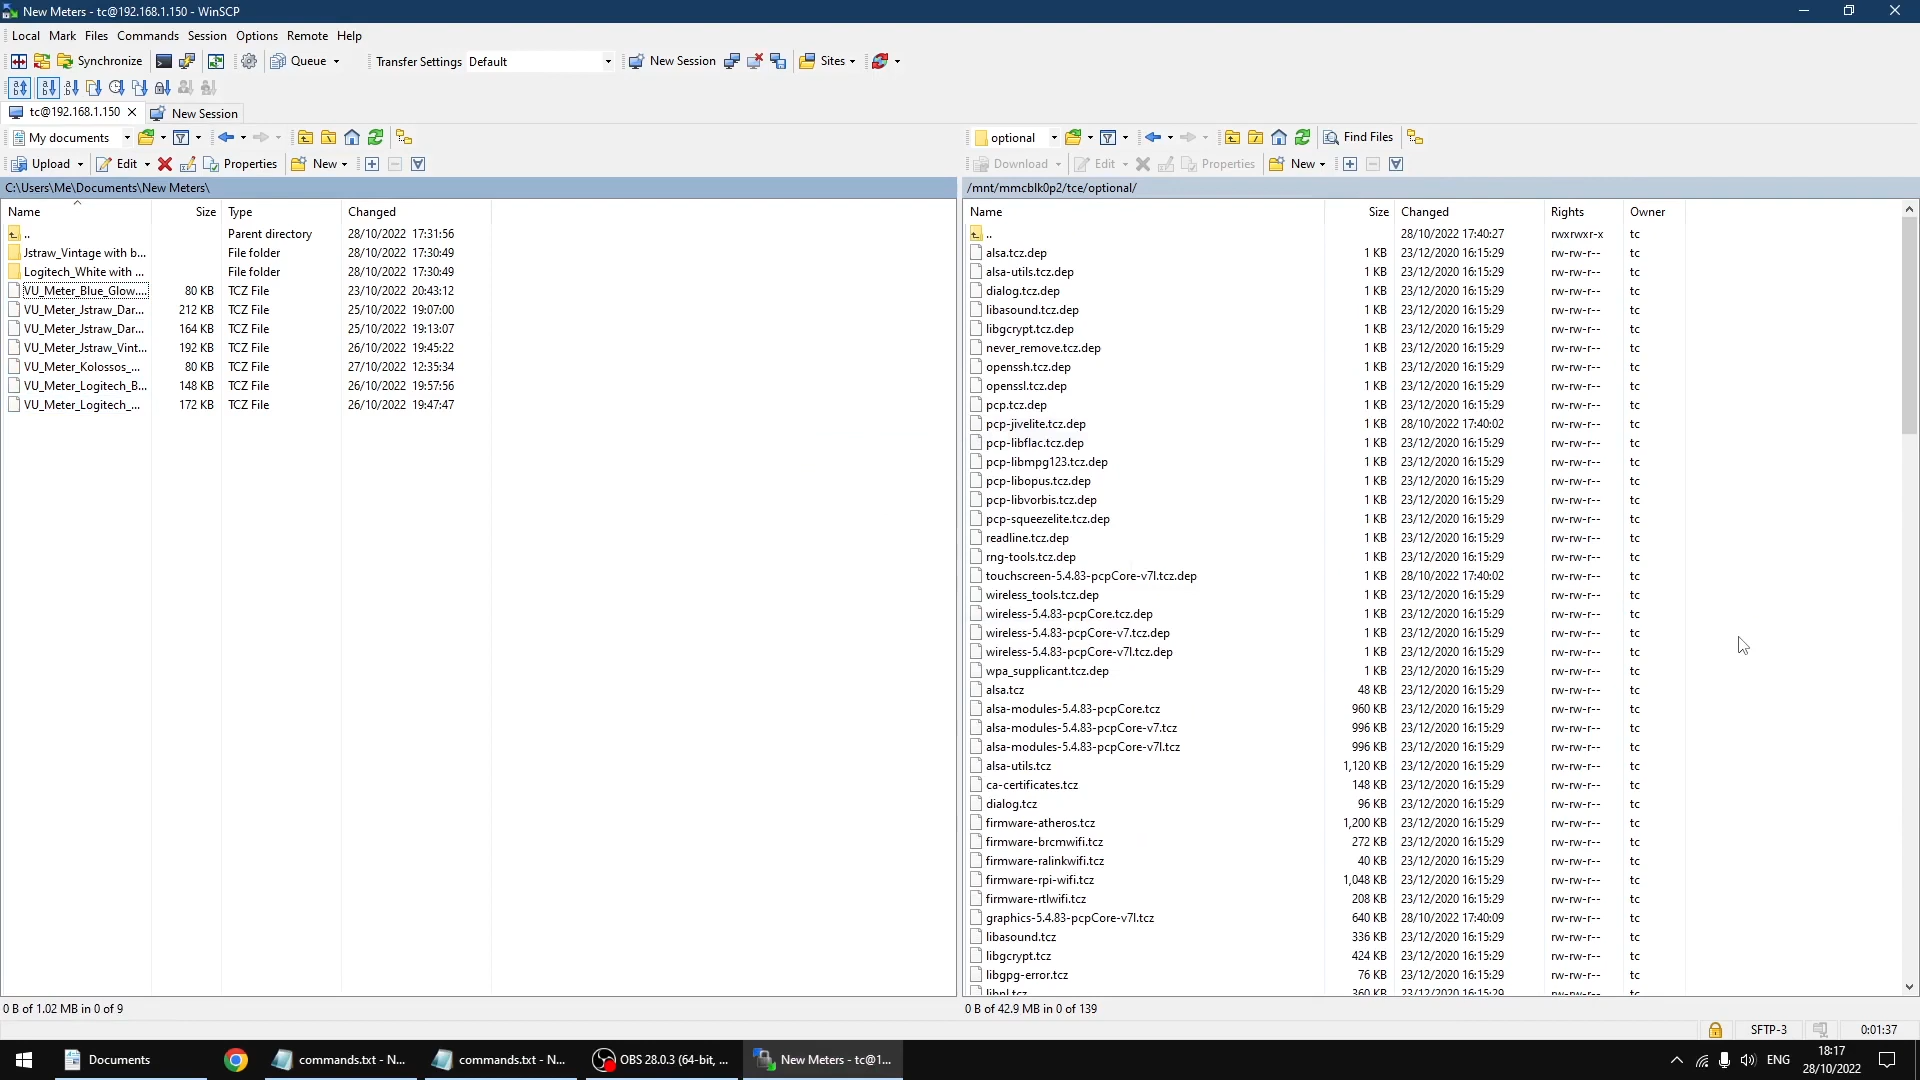 New Meters - tc@192.168.1.150 - WinSCP
Local Mark Files Commands Session Options Remote Help
Synchronize Queue Transfer Settings Default New Session Sites
tc@192.168.1.150 New Session
My documents
Upload Edit Properties New
C:\Users\Me\Documents\New Meters\
Name Size Type Changed
.. Parent directory 28/10/2022 17:31:56
Jstraw_Vintage with b... File folder 28/10/2022 17:30:49
Logitech_White with ... File folder 28/10/2022 17:30:49
VU_Meter_Blue_Glow.... 80 KB TCZ File 23/10/2022 20:43:12
VU_Meter_Jstraw_Dar... 212 KB TCZ File 25/10/2022 19:07:00
VU_Meter_Jstraw_Dar... 164 KB TCZ File 25/10/2022 19:13:07
VU_Meter_Jstraw_Vint... 192 KB TCZ File 26/10/2022 19:45:22
VU_Meter_Kolossos_... 80 KB TCZ File 27/10/2022 12:35:34
VU_Meter_Logitech_B... 148 KB TCZ File 26/10/2022 19:57:56
VU_Meter_Logitech_... 172 KB TCZ File 26/10/2022 19:47:47
0 B of 1.02 MB in 0 of 9
optional Find Files
Download Edit Properties New
/mnt/mmcblk0p2/tce/optional/
Name Size Changed Rights Owner
.. 28/10/2022 17:40:27 rwxrwxr-x tc
alsa.tcz.dep 1 KB 23/12/2020 16:15:29 rw-rw-r-- tc
alsa-utils.tcz.dep 1 KB 23/12/2020 16:15:29 rw-rw-r-- tc
dialog.tcz.dep 1 KB 23/12/2020 16:15:29 rw-rw-r-- tc
libasound.tcz.dep 1 KB 23/12/2020 16:15:29 rw-rw-r-- tc
libgcrypt.tcz.dep 1 KB 23/12/2020 16:15:29 rw-rw-r-- tc
never_remove.tcz.dep 1 KB 23/12/2020 16:15:29 rw-rw-r-- tc
openssh.tcz.dep 1 KB 23/12/2020 16:15:29 rw-rw-r-- tc
openssl.tcz.dep 1 KB 23/12/2020 16:15:29 rw-rw-r-- tc
pcp.tcz.dep 1 KB 23/12/2020 16:15:29 rw-rw-r-- tc
pcp-jivelite.tcz.dep 1 KB 28/10/2022 17:40:02 rw-rw-r-- tc
pcp-libflac.tcz.dep 1 KB 23/12/2020 16:15:29 rw-rw-r-- tc
pcp-libmpg123.tcz.dep 1 KB 23/12/2020 16:15:29 rw-rw-r-- tc
pcp-libopus.tcz.dep 1 KB 23/12/2020 16:15:29 rw-rw-r-- tc
pcp-libvorbis.tcz.dep 1 KB 23/12/2020 16:15:29 rw-rw-r-- tc
pcp-squeezelite.tcz.dep 1 KB 23/12/2020 16:15:29 rw-rw-r-- tc
readline.tcz.dep 1 KB 23/12/2020 16:15:29 rw-rw-r-- tc
rng-tools.tcz.dep 1 KB 23/12/2020 16:15:29 rw-rw-r-- tc
touchscreen-5.4.83-pcpCore-v7l.tcz.dep 1 KB 28/10/2022 17:40:02 rw-rw-r-- tc
wireless_tools.tcz.dep 1 KB 23/12/2020 16:15:29 rw-rw-r-- tc
wireless-5.4.83-pcpCore.tcz.dep 1 KB 23/12/2020 16:15:29 rw-rw-r-- tc
wireless-5.4.83-pcpCore-v7.tcz.dep 1 KB 23/12/2020 16:15:29 rw-rw-r-- tc
wireless-5.4.83-pcpCore-v7l.tcz.dep 1 KB 23/12/2020 16:15:29 rw-rw-r-- tc
wpa_supplicant.tcz.dep 1 KB 23/12/2020 16:15:29 rw-rw-r-- tc
alsa.tcz 48 KB 23/12/2020 16:15:29 rw-rw-r-- tc
alsa-modules-5.4.83-pcpCore.tcz 960 KB 23/12/2020 16:15:29 rw-rw-r-- tc
alsa-modules-5.4.83-pcpCore-v7.tcz 996 KB 23/12/2020 16:15:29 rw-rw-r-- tc
alsa-modules-5.4.83-pcpCore-v7l.tcz 996 KB 23/12/2020 16:15:29 rw-rw-r-- tc
alsa-utils.tcz 1,120 KB 23/12/2020 16:15:29 rw-rw-r-- tc
ca-certificates.tcz 148 KB 23/12/2020 16:15:29 rw-rw-r-- tc
dialog.tcz 96 KB 23/12/2020 16:15:29 rw-rw-r-- tc
firmware-atheros.tcz 1,200 KB 23/12/2020 16:15:29 rw-rw-r-- tc
firmware-brcmwifi.tcz 272 KB 23/12/2020 16:15:29 rw-rw-r-- tc
firmware-ralinkwifi.tcz 40 KB 23/12/2020 16:15:29 rw-rw-r-- tc
firmware-rpi-wifi.tcz 1,048 KB 23/12/2020 16:15:29 rw-rw-r-- tc
firmware-rtlwifi.tcz 208 KB 23/12/2020 16:15:29 rw-rw-r-- tc
graphics-5.4.83-pcpCore-v7l.tcz 640 KB 28/10/2022 17:40:09 rw-rw-r-- tc
libasound.tcz 336 KB 23/12/2020 16:15:29 rw-rw-r-- tc
libgcrypt.tcz 424 KB 23/12/2020 16:15:29 rw-rw-r-- tc
libgpg-error.tcz 76 KB 23/12/2020 16:15:29 rw-rw-r-- tc
libnl.tcz 360 KB 23/12/2020 16:15:29 rw-rw-r-- tc
0 B of 42.9 MB in 0 of 139
SFTP-3 0:01:37
Documents commands.txt - N... commands.txt - N... OBS 28.0.3 (64-bit, ... New Meters - tc@1... ENG 18:17
28/10/2022